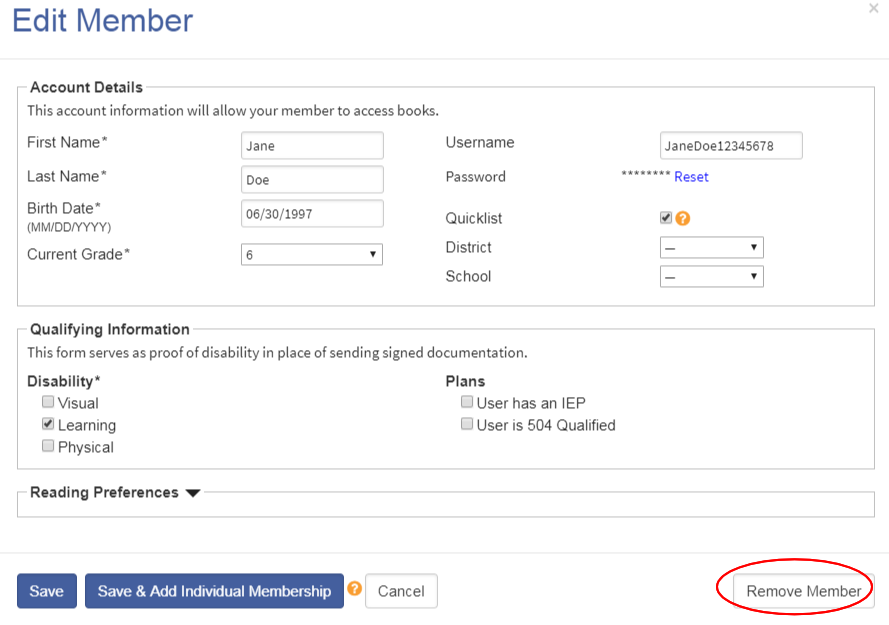 Edit Member
×
Account Details
This account information will allow your member to access books.
First Name* Jane
Last Name* Doe
Birth Date* 06/30/1997
(MM/DD/YYYY)
Current Grade* 6
Username JaneDoe12345678
Password ******** Reset
Quicklist ?
District —
School —
Qualifying Information
This form serves as proof of disability in place of sending signed documentation.
Disability*
Visual
Learning
Physical
Plans
User has an IEP
User is 504 Qualified
Reading Preferences
Save Save & Add Individual Membership ? Cancel Remove Member